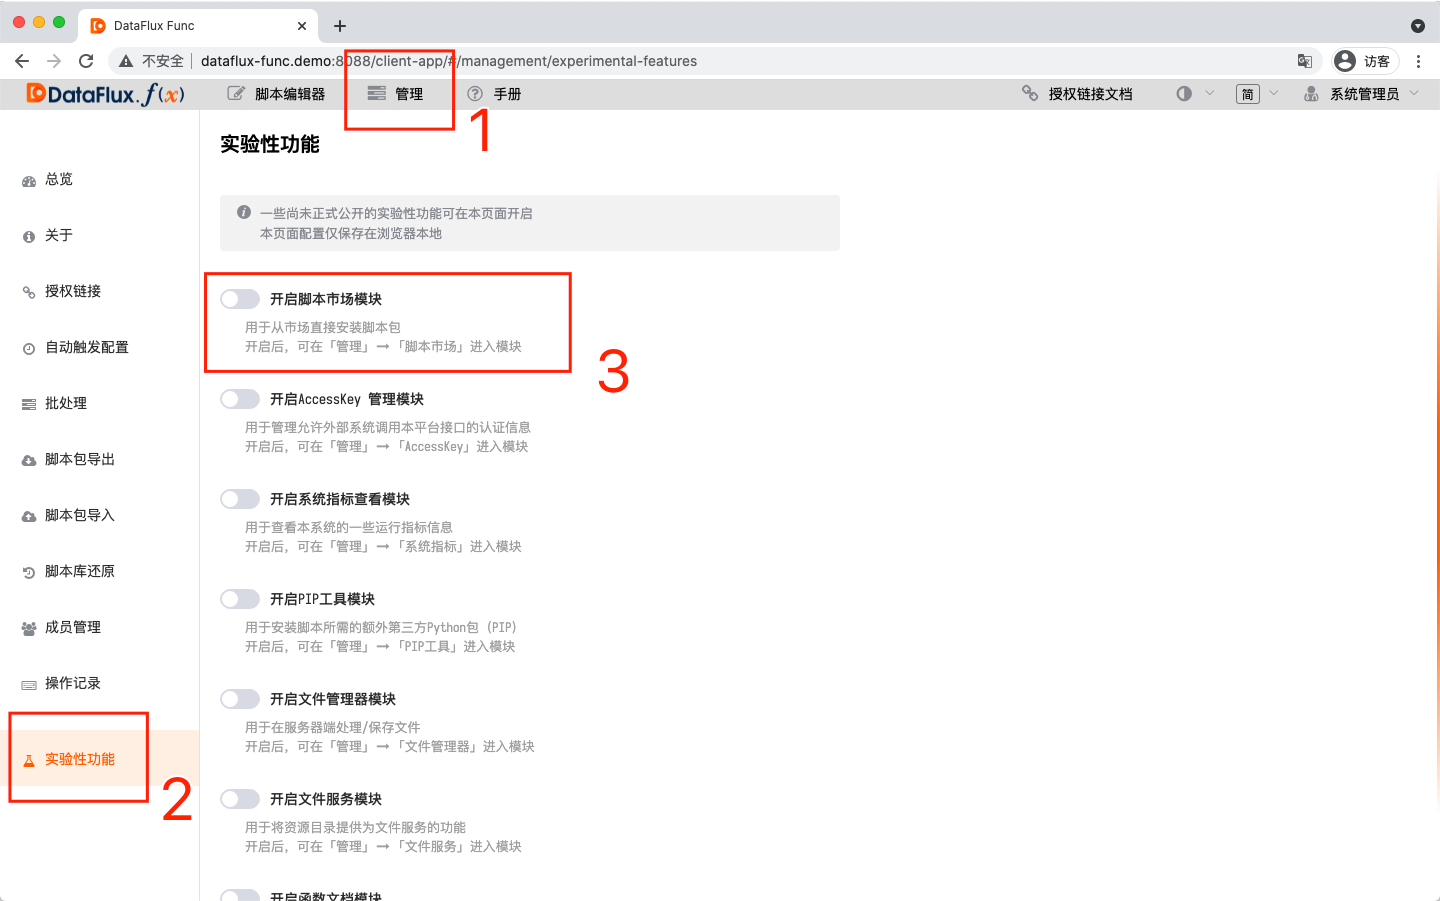 DataFlux Func
不安全
dataflux-func.demo:8088/client-app/#/management/experimental-features
访客
DataFlux.f(x)
脚本编辑器
管理
手册
授权链接文档
简
系统管理员
1
实验性功能
总览
关于
授权链接
自动触发配置
批处理
脚本包导出
脚本包导入
脚本库还原
成员管理
操作记录
实验性功能
2
一些尚未正式公开的实验性功能可在本页面开启
本页面配置仅保存在浏览器本地
开启脚本市场模块
用于从市场直接安装脚本包
开启后，可在「管理」→「脚本市场」进入模块
3
开启AccessKey 管理模块
用于管理允许外部系统调用本平台接口的认证信息
开启后，可在「管理」→「AccessKey」进入模块
开启系统指标查看模块
用于查看本系统的一些运行指标信息
开启后，可在「管理」→「系统指标」进入模块
开启PIP工具模块
用于安装脚本所需的额外第三方Python包（PIP）
开启后，可在「管理」→「PIP工具」进入模块
开启文件管理器模块
用于在服务器端处理/保存文件
开启后，可在「管理」→「文件管理器」进入模块
开启文件服务模块
用于将资源目录提供为文件服务的功能
开启后，可在「管理」→「文件服务」进入模块
开启函数文档模块